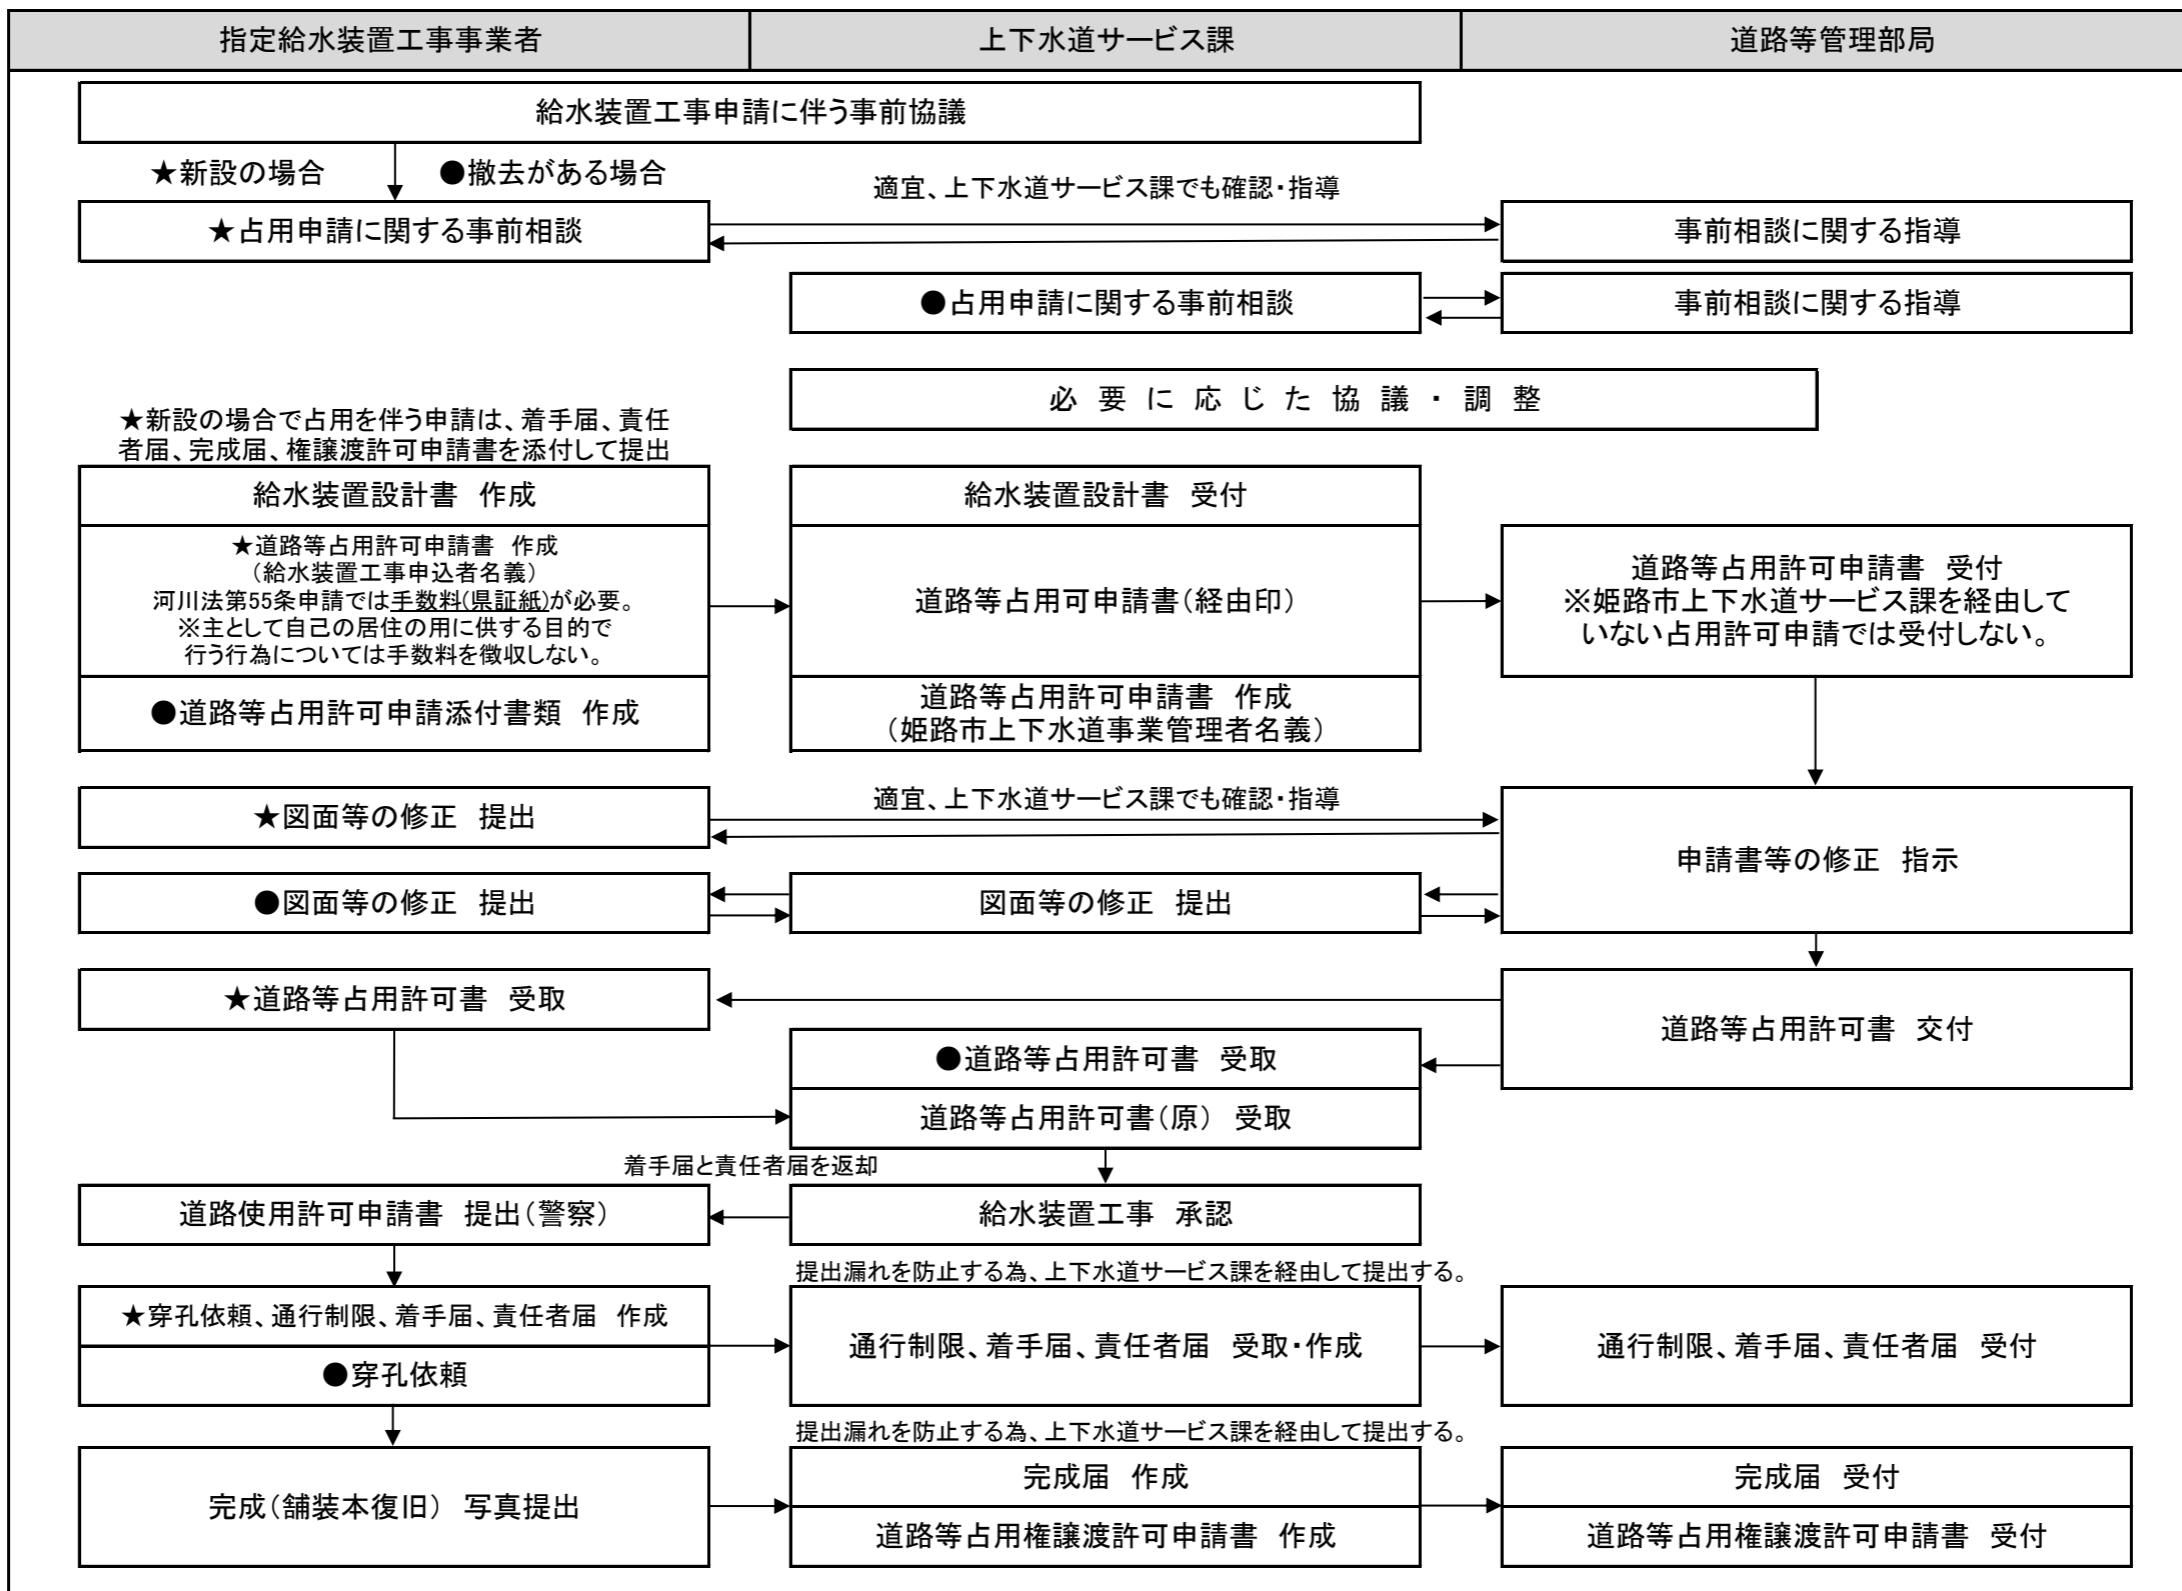 指定給水装置工事事業者
上下水道サービス課
道路等管理部局
給水装置工事申請に伴う事前協議
★新設の場合
●撤去がある場合
適宜、上下水道サービス課でも確認・指導
★占用申請に関する事前相談
事前相談に関する指導
●占用申請に関する事前相談
事前相談に関する指導
必要に応じた協議・調整
★新設の場合で占用を伴う申請は、着手届、責任
者届、完成届、権譲渡許可申請書を添付して提出
給水装置設計書 作成
給水装置設計書 受付
★道路等占用許可申請書 作成
（給水装置工事申込者名義）
河川法第55条申請では手数料(県証紙)が必要。
※主として自己の居住の用に供する目的で
行う行為については手数料を徴収しない。
道路等占用可申請書（経由印）
道路等占用許可申請書 受付
※姫路市上下水道サービス課を経由して
いない占用許可申請では受付しない。
●道路等占用許可申請添付書類 作成
道路等占用許可申請書 作成
（姫路市上下水道事業管理者名義）
★図面等の修正 提出
適宜、上下水道サービス課でも確認・指導
申請書等の修正 指示
●図面等の修正 提出
図面等の修正 提出
★道路等占用許可書 受取
道路等占用許可書 交付
●道路等占用許可書 受取
道路等占用許可書（原） 受取
着手届と責任者届を返却
道路使用許可申請書 提出（警察）
給水装置工事 承認
提出漏れを防止する為、上下水道サービス課を経由して提出する。
★穿孔依頼、通行制限、着手届、責任者届 作成
通行制限、着手届、責任者届 受取・作成
通行制限、着手届、責任者届 受付
●穿孔依頼
提出漏れを防止する為、上下水道サービス課を経由して提出する。
完成（舗装本復旧） 写真提出
完成届 作成
完成届 受付
道路等占用権譲渡許可申請書 作成
道路等占用権譲渡許可申請書 受付